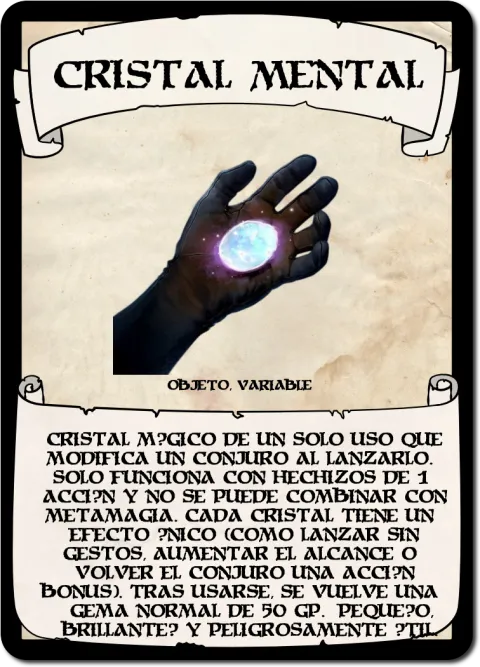 CRISTAL MENTAL
OBJETO, VARIABLE
CRISTAL M?GICO DE UN SOLO USO QUE
MODIFICA UN CONJURO AL LANZARLO.
SOLO FUNCIONA CON HECHIZOS DE 1
ACCI?N Y NO SE PUEDE COMBINAR CON
METAMAGIA. CADA CRISTAL TIENE UN
EFECTO ?NICO (COMO LANZAR SIN
GESTOS, AUMENTAR EL ALCANCE O
VOLVER EL CONJURO UNA ACCI?N
BONUS). TRAS USARSE, SE VUELVE UNA
GEMA NORMAL DE 50 GP. PEQUE?O,
BRILLANTE? Y PELIGROSAMENTE ?TIL.